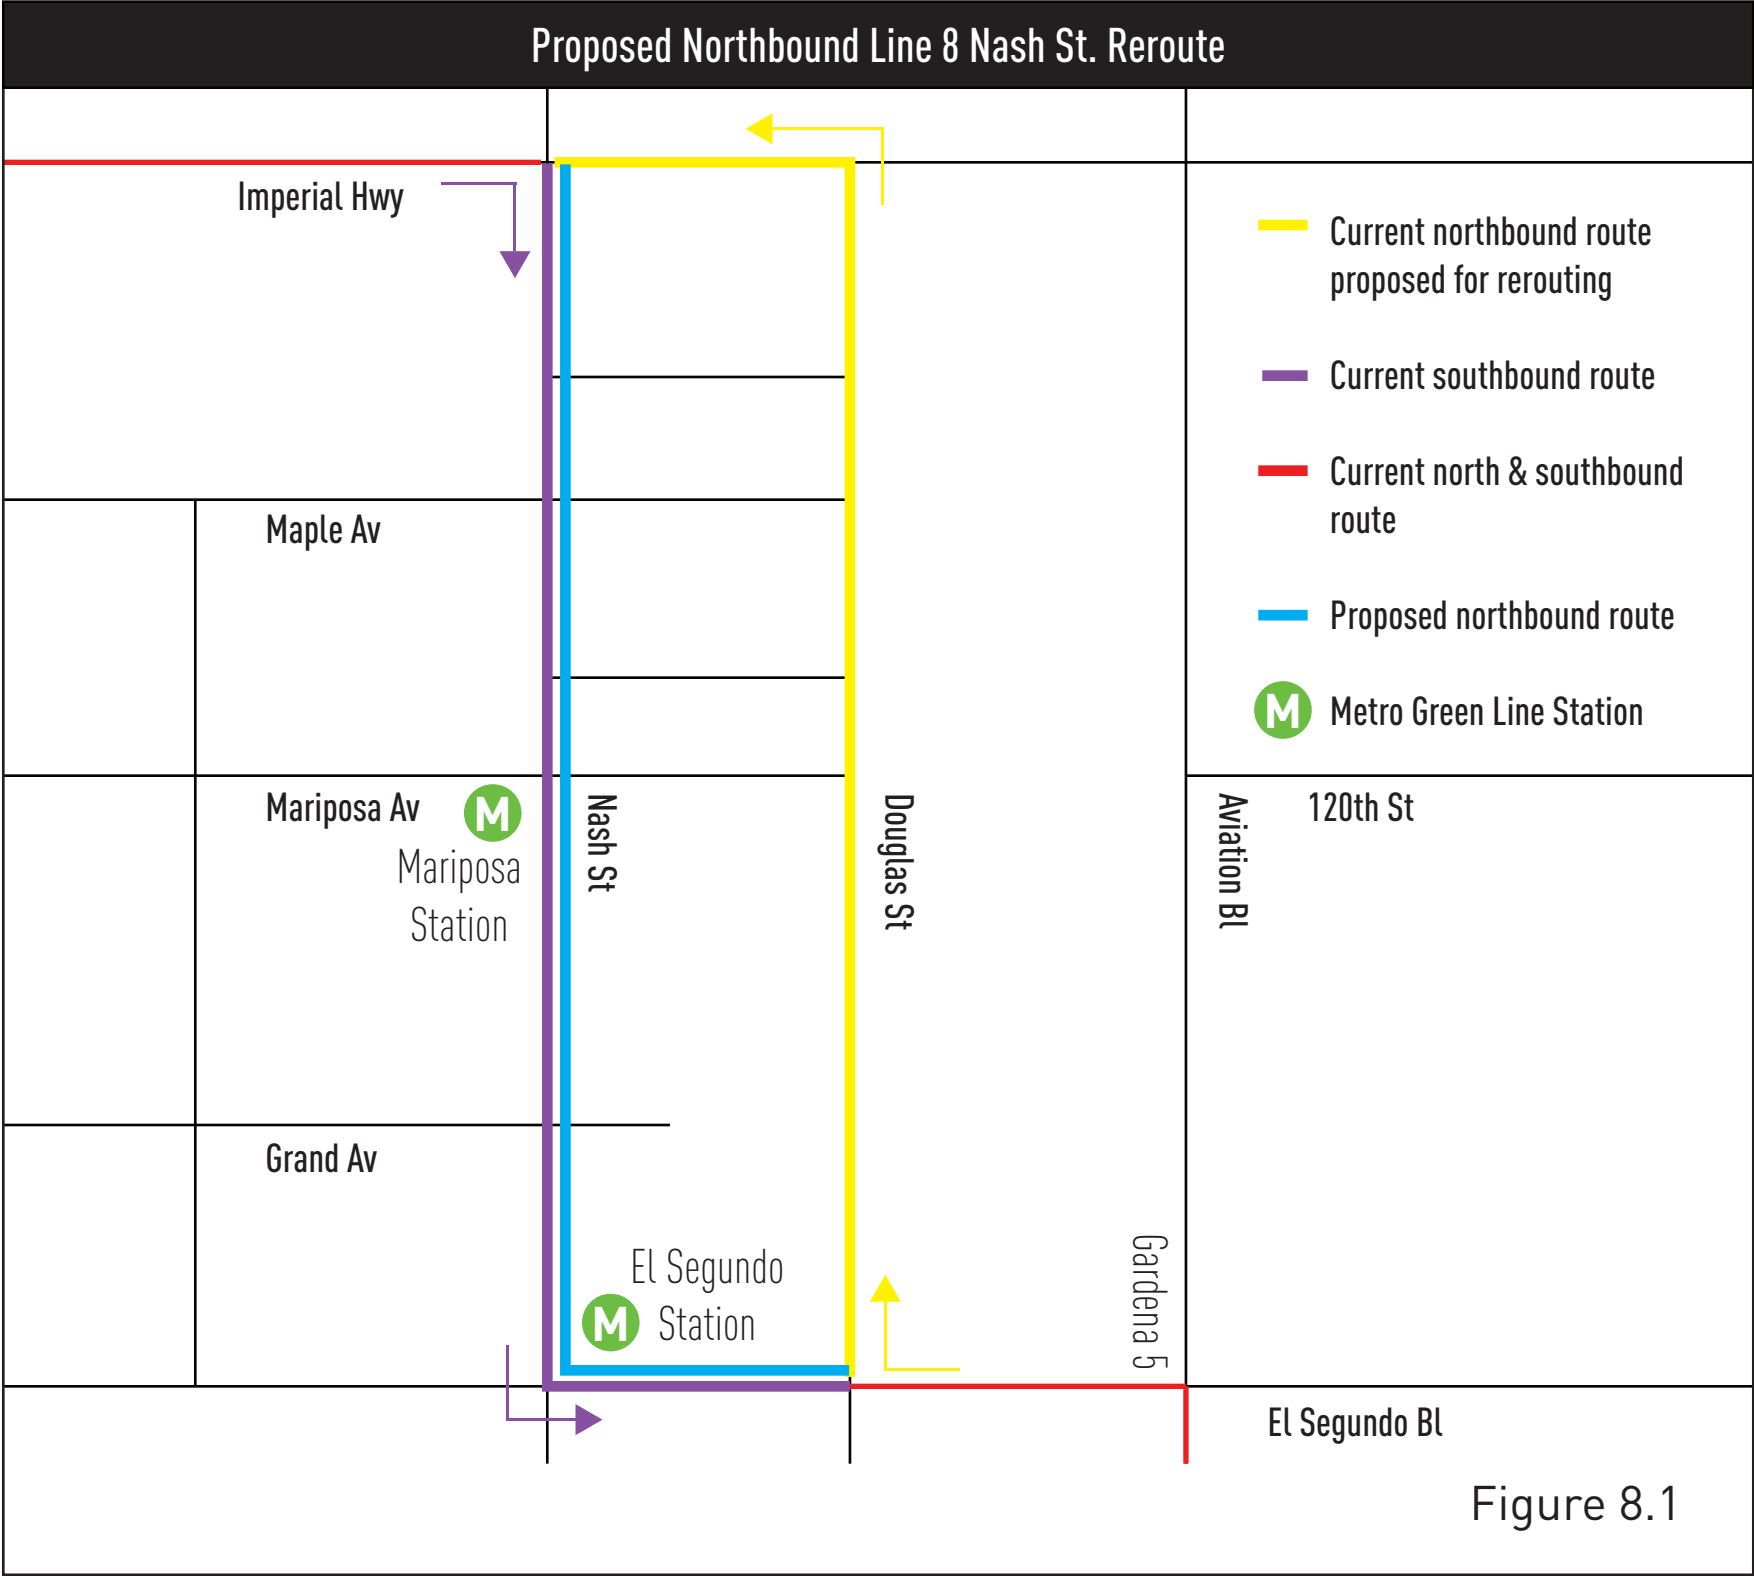 Proposed Northbound Line 8 Nash St. Reroute
Imperial Hwy
Current northbound route
proposed for rerouting
Current southbound route
Current north & southbound
route
Proposed northbound route
M Metro Green Line Station
Maple Av
Mariposa Av
M
Mariposa
Station
Nash St
Douglas St
Aviation Bl
120th St
Grand Av
El Segundo
Station
M
Gardena 5
El Segundo Bl
Figure 8.1